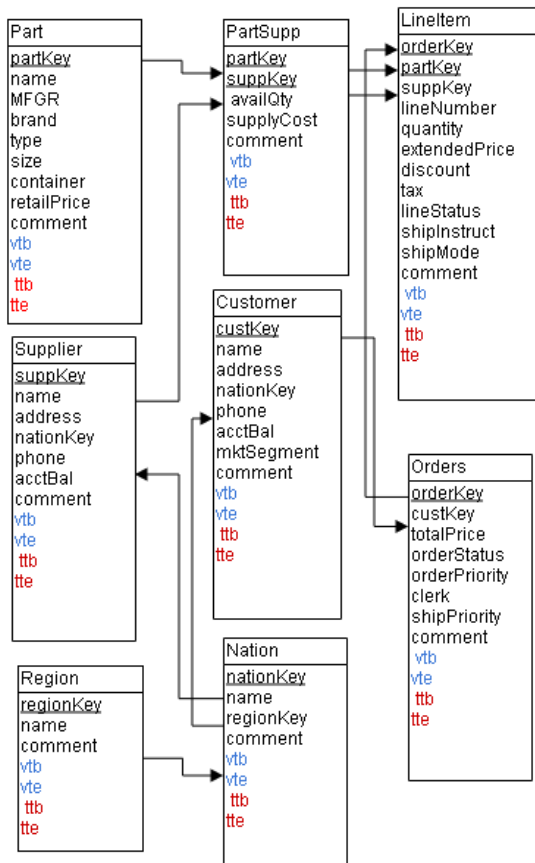 Part
partKey
name
MFGR
brand
type
size
container
retailPrice
comment
vtb
vte
ttb
tte
PartSupp
partKey
suppKey
availQty
supplyCost
comment
vtb
vte
ttb
tte
LineItem
orderKey
partKey
suppKey
lineNumber
quantity
extendedPrice
discount
tax
lineStatus
shipInstruct
shipMode
comment
vtb
vte
ttb
tte
Supplier
suppKey
name
address
nationKey
phone
acctBal
comment
vtb
vte
ttb
tte
Customer
custKey
name
address
nationKey
phone
acctBal
mktSegment
comment
vtb
vte
ttb
tte
Orders
orderKey
custKey
totalPrice
orderStatus
orderPriority
clerk
shipPriority
comment
vtb
vte
ttb
tte
Region
regionKey
name
comment
vtb
vte
ttb
tte
Nation
nationKey
name
regionKey
comment
vtb
vte
ttb
tte